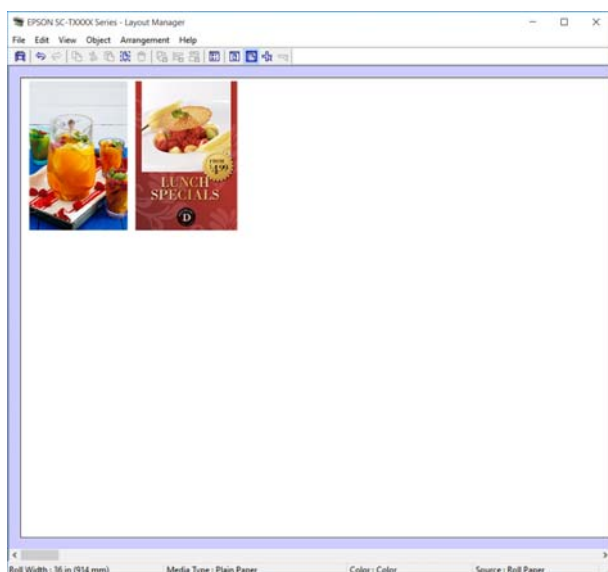 EPSON SC-TXXXX Series - Layout Manager
File Edit View Object Arrangement Help
FROM
$4.99
LUNCH
SPECIALS
D
Roll Width : 36 in (914 mm) Media Type : Plain Paper Color : Color Source : Roll Paper